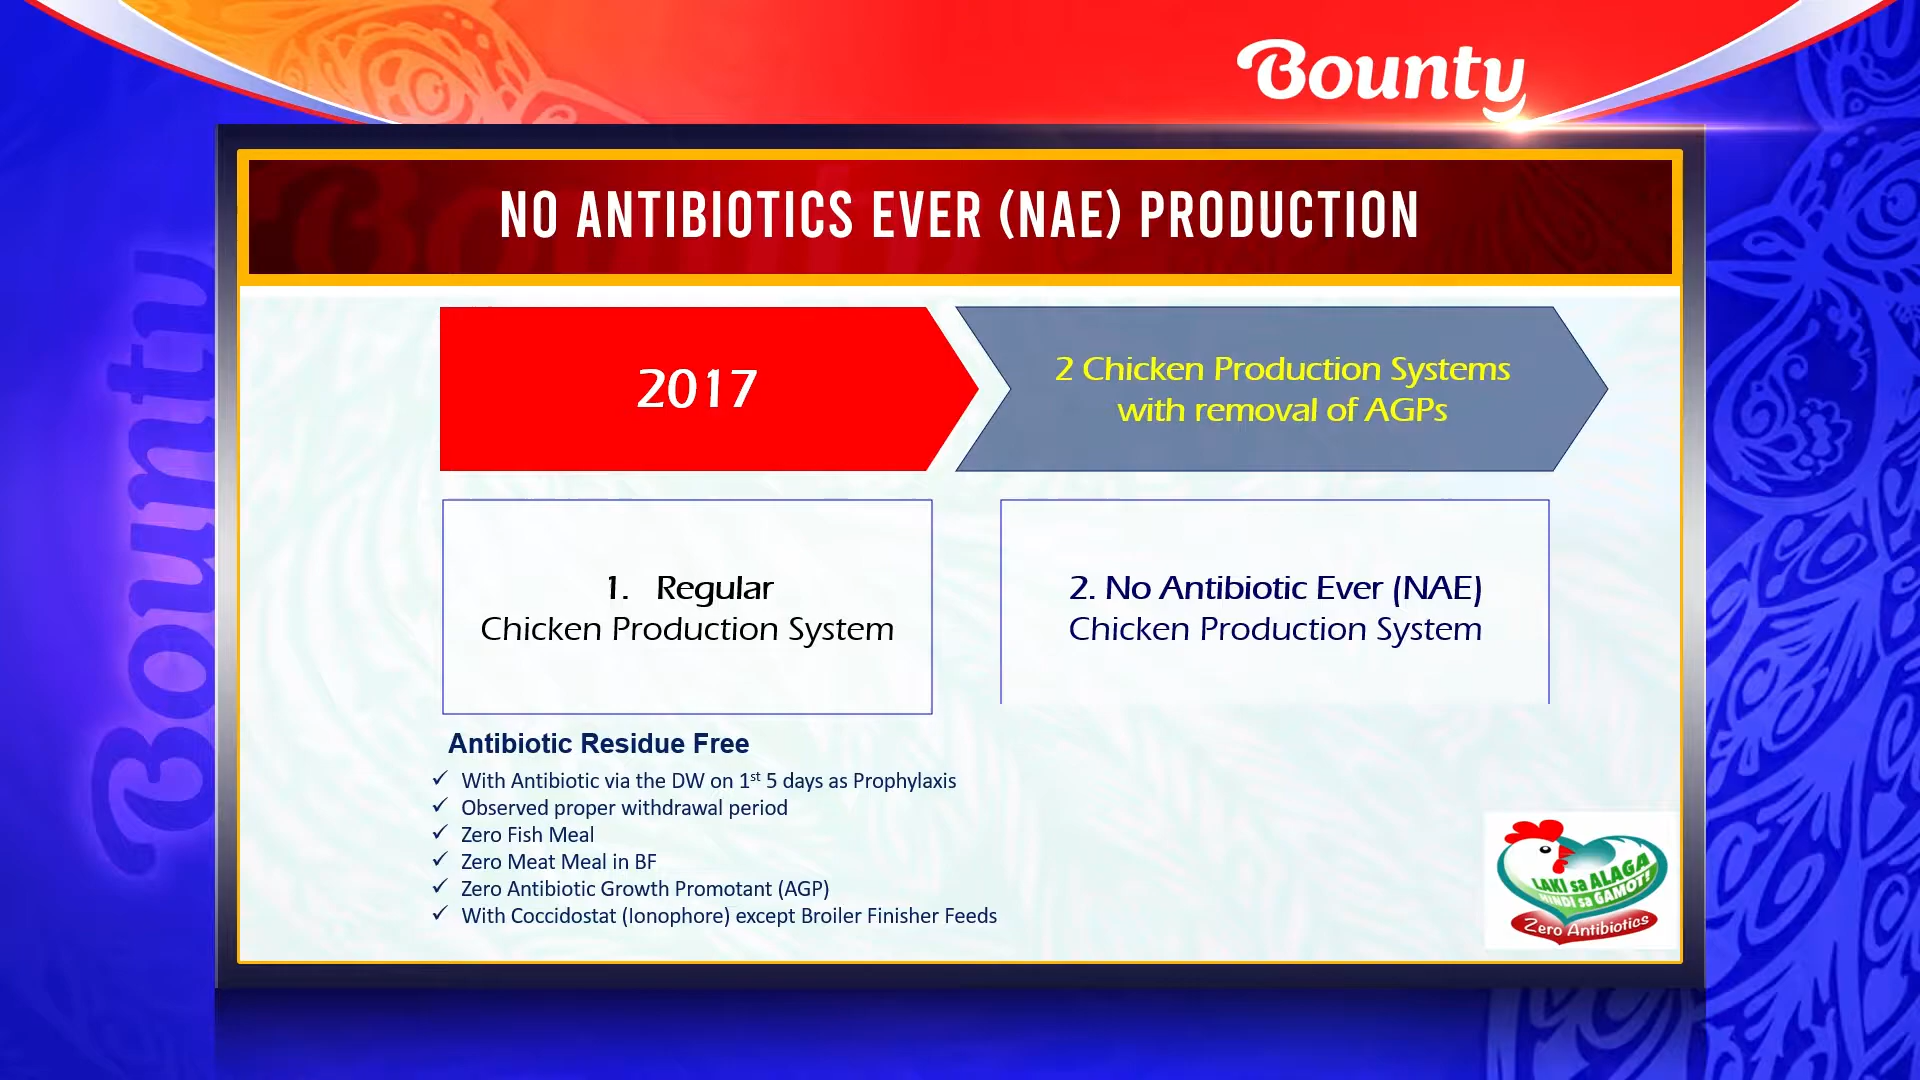 Bounty
NO ANTIBIOTICS EVER (NAE) PRODUCTION
2017
2 Chicken Production Systems
with removal of AGPs
1. Regular
Chicken Production System
2. No Antibiotic Ever (NAE)
Chicken Production System
Antibiotic Residue Free
✓ With Antibiotic via the DW on 1st 5 days as Prophylaxis
✓ Observed proper withdrawal period
✓ Zero Fish Meal
✓ Zero Meat Meal in BF
✓ Zero Antibiotic Growth Promotant (AGP)
✓ With Coccidostat (Ionophore) except Broiler Finisher Feeds
LAKI sa ALAGA
HINDI sa GAMOT!
Zero Antibiotics
Bounty